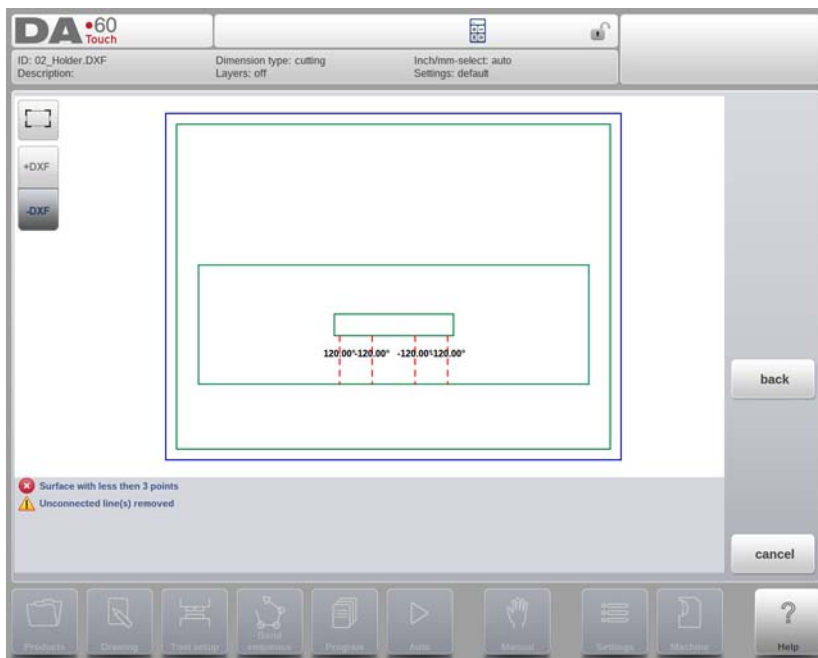 DA•60
Touch
ID: 02_Holder.DXF
Dimension type: cutting
Inch/mm-select: auto
Description:
Layers: off
Settings: default
+DXF
-DXF
120.00°
-120.00°
-120.00°
-120.00°
back
Surface with less then 3 points
Unconnected line(s) removed
cancel
?
Products
Drawing
Tool setup
Bend
sequence
Program
Auto
Manual
Settings
Machine
Help